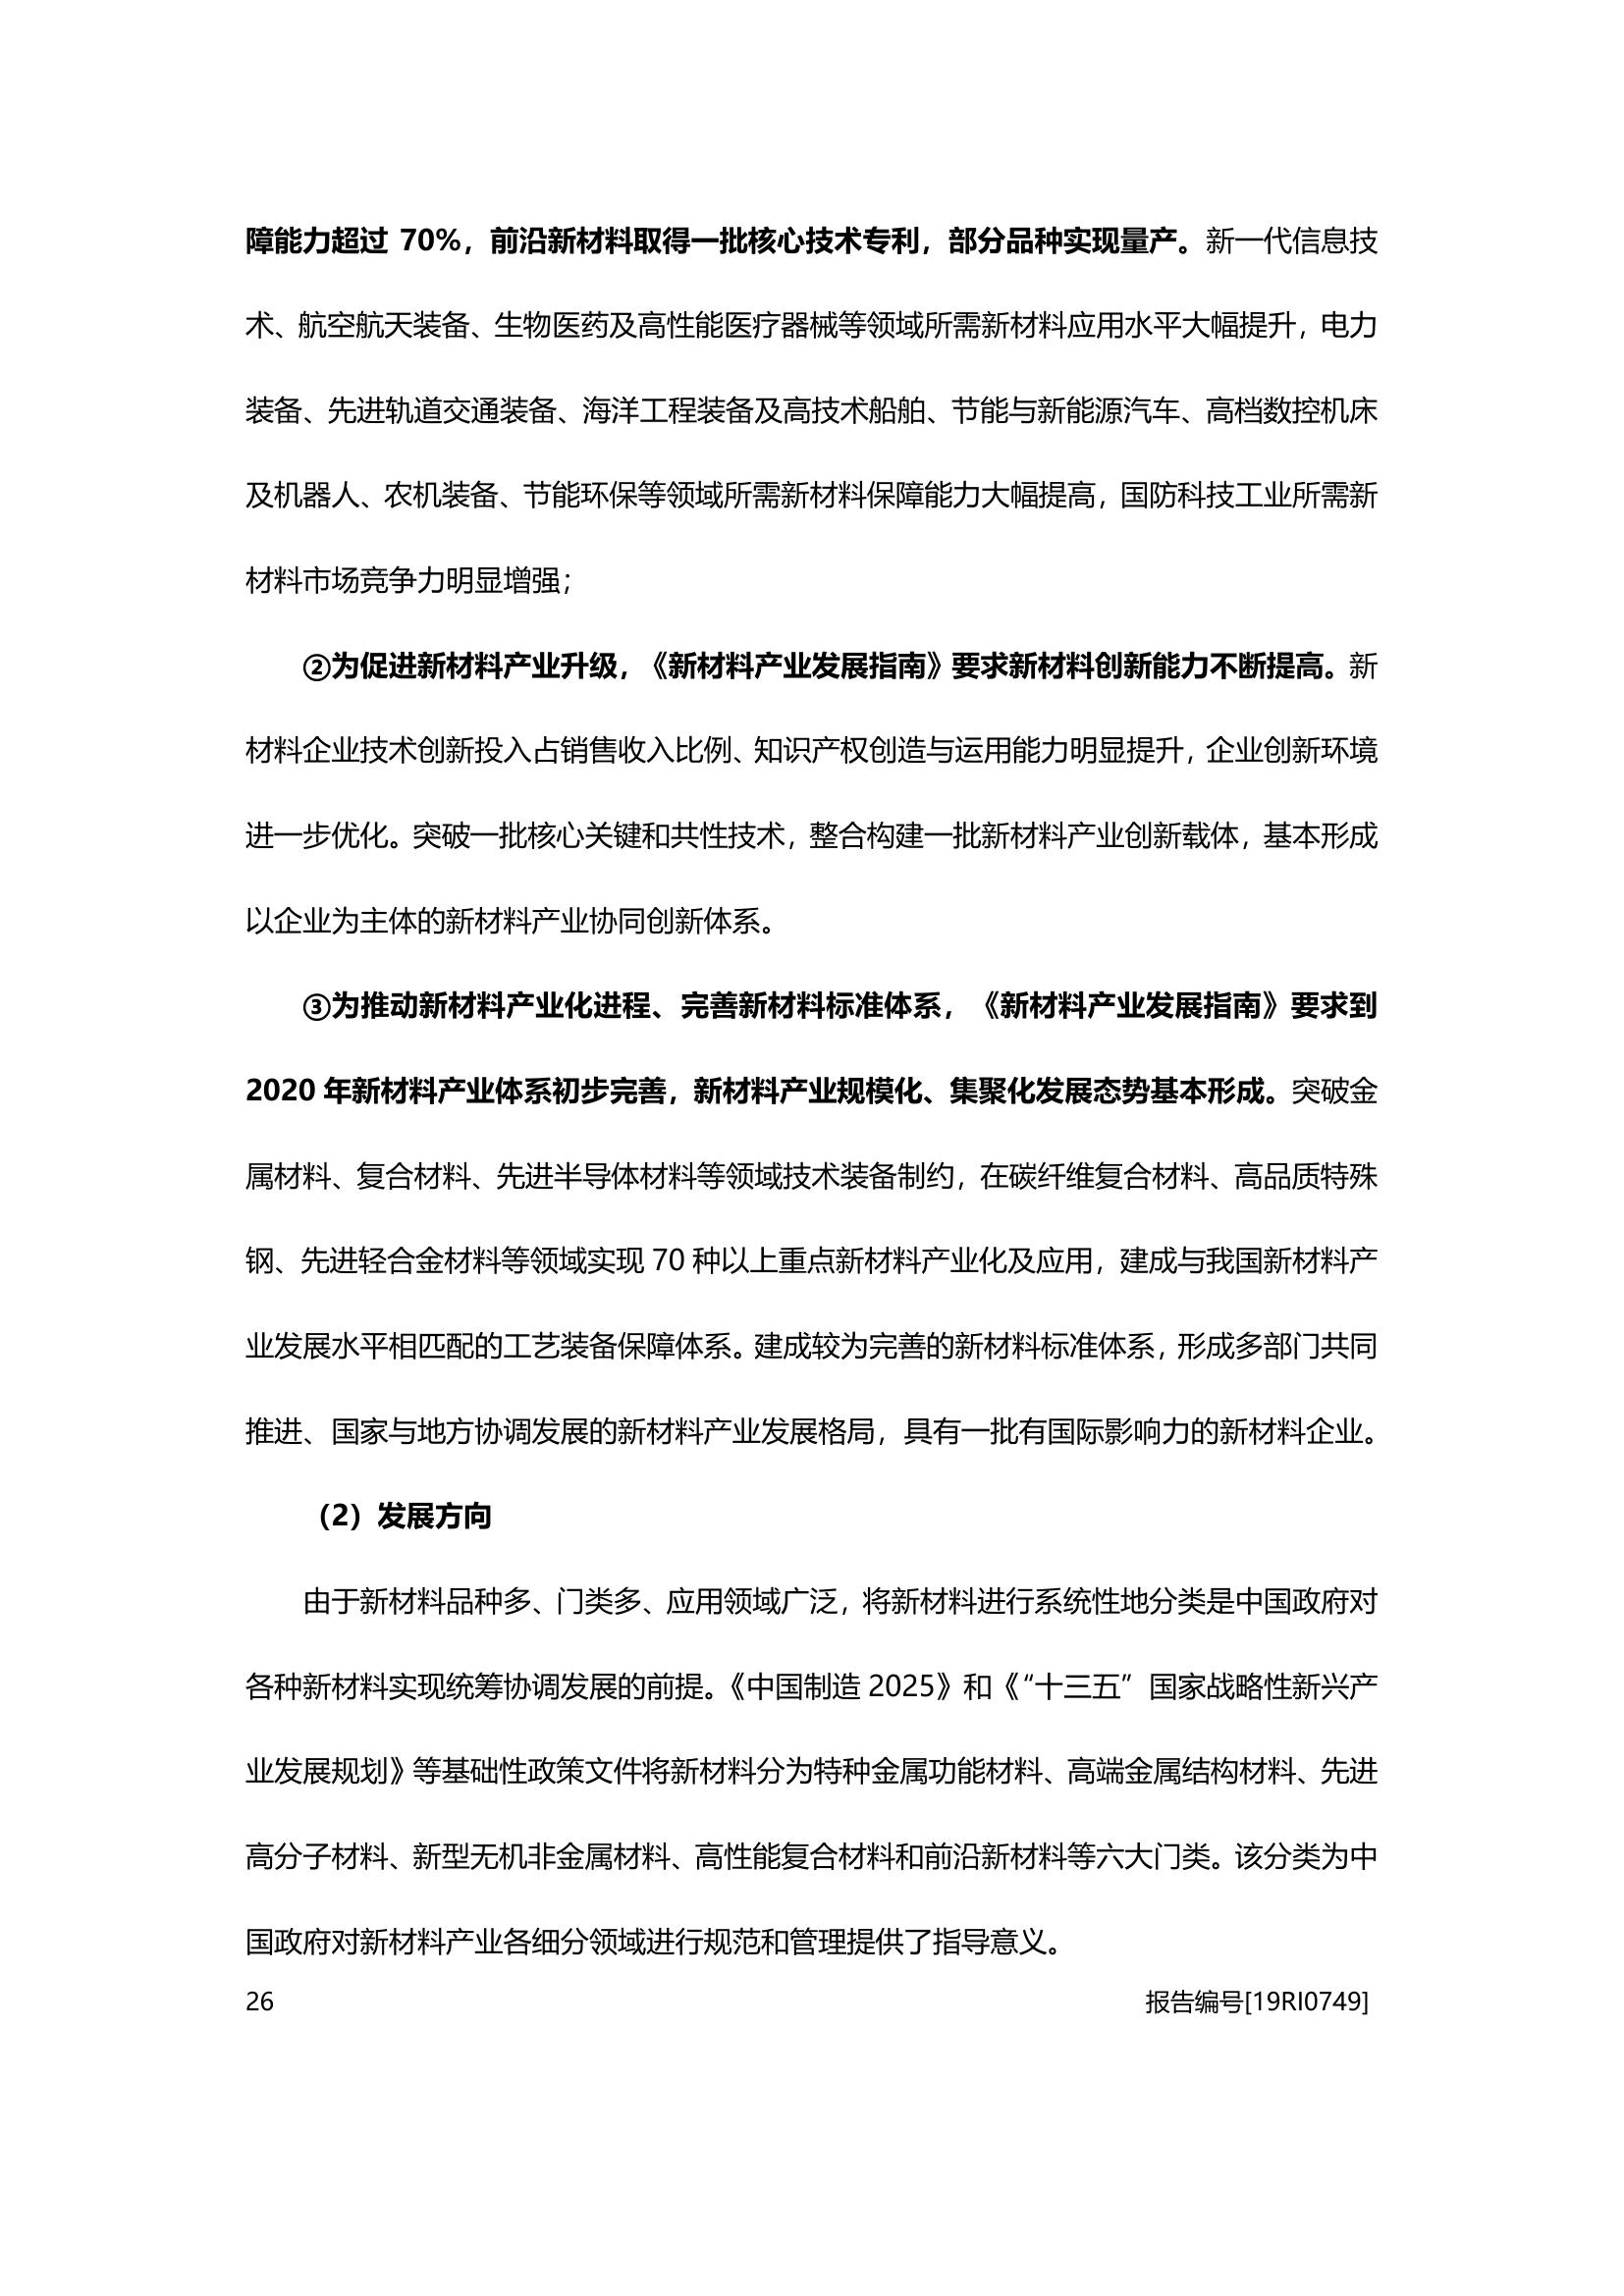 障能力超过 70%，前沿新材料取得一批核心技术专利，部分品种实现量产。新一代信息技
术、航空航天装备、生物医药及高性能医疗器械等领域所需新材料应用水平大幅提升，电力
装备、先进轨道交通装备、海洋工程装备及高技术船舶、节能与新能源汽车、高档数控机床
及机器人、农机装备、节能环保等领域所需新材料保障能力大幅提高，国防科技工业所需新
材料市场竞争力明显增强；
②为促进新材料产业升级，《新材料产业发展指南》要求新材料创新能力不断提高。新
材料企业技术创新投入占销售收入比例、知识产权创造与运用能力明显提升，企业创新环境
进一步优化。突破一批核心关键和共性技术，整合构建一批新材料产业创新载体，基本形成
以企业为主体的新材料产业协同创新体系。
③为推动新材料产业化进程、完善新材料标准体系，《新材料产业发展指南》要求到
2020 年新材料产业体系初步完善，新材料产业规模化、集聚化发展态势基本形成。突破金
属材料、复合材料、先进半导体材料等领域技术装备制约，在碳纤维复合材料、高品质特殊
钢、先进轻合金材料等领域实现 70 种以上重点新材料产业化及应用，建成与我国新材料产
业发展水平相匹配的工艺装备保障体系。建成较为完善的新材料标准体系，形成多部门共同
推进、国家与地方协调发展的新材料产业发展格局，具有一批有国际影响力的新材料企业。
（2）发展方向
由于新材料品种多、门类多、应用领域广泛，将新材料进行系统性地分类是中国政府对
各种新材料实现统筹协调发展的前提。《中国制造 2025》和《“十三五”国家战略性新兴产
业发展规划》等基础性政策文件将新材料分为特种金属功能材料、高端金属结构材料、先进
高分子材料、新型无机非金属材料、高性能复合材料和前沿新材料等六大门类。该分类为中
国政府对新材料产业各细分领域进行规范和管理提供了指导意义。
26 报告编号[19RI0749]